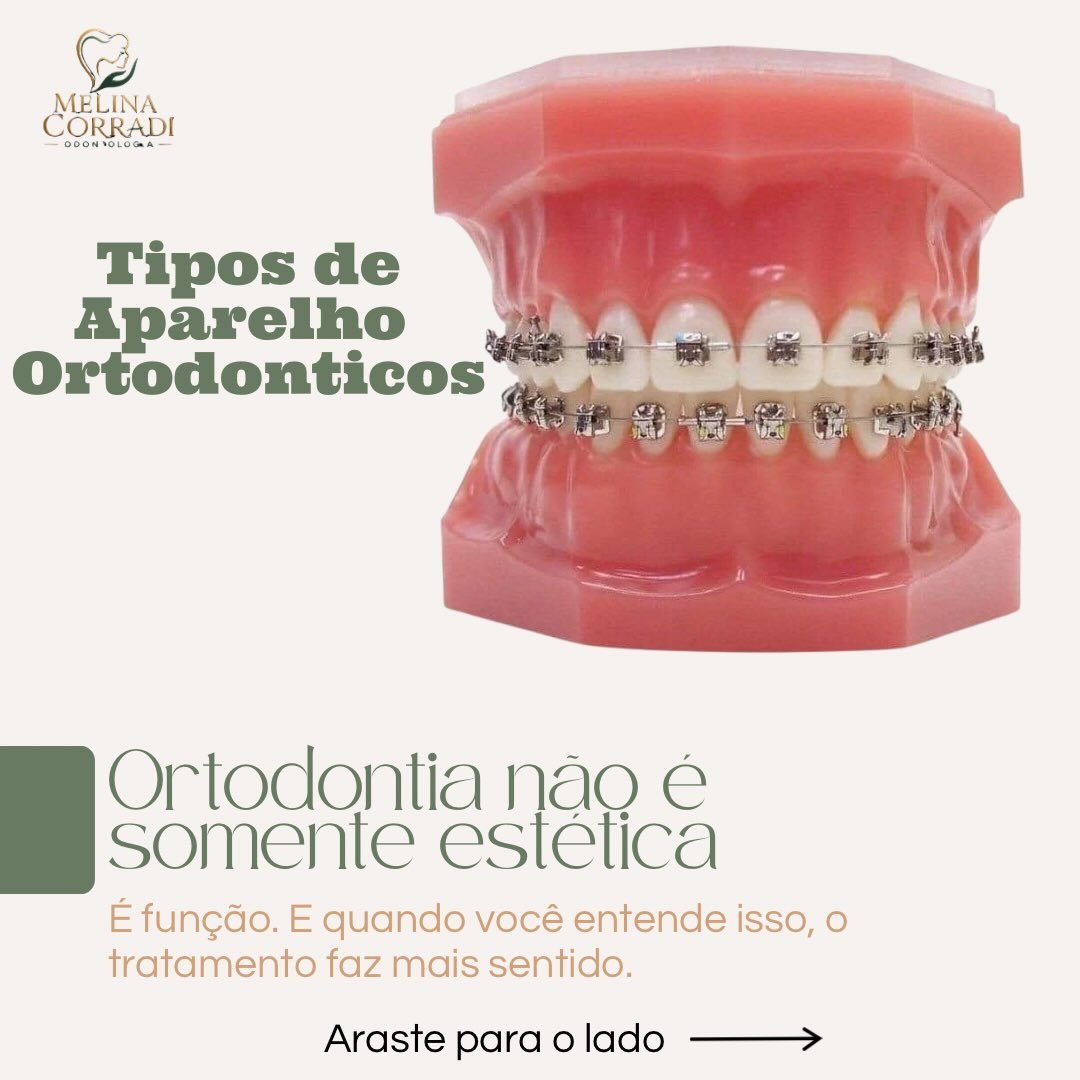 MELINA
CORRADI
ODONTOLOGIA
Tipos de
Aparelho
Ortodonticos
Ortodontia não é
somente estética
É função. E quando você entende isso, o
tratamento faz mais sentido.
Araste para o lado